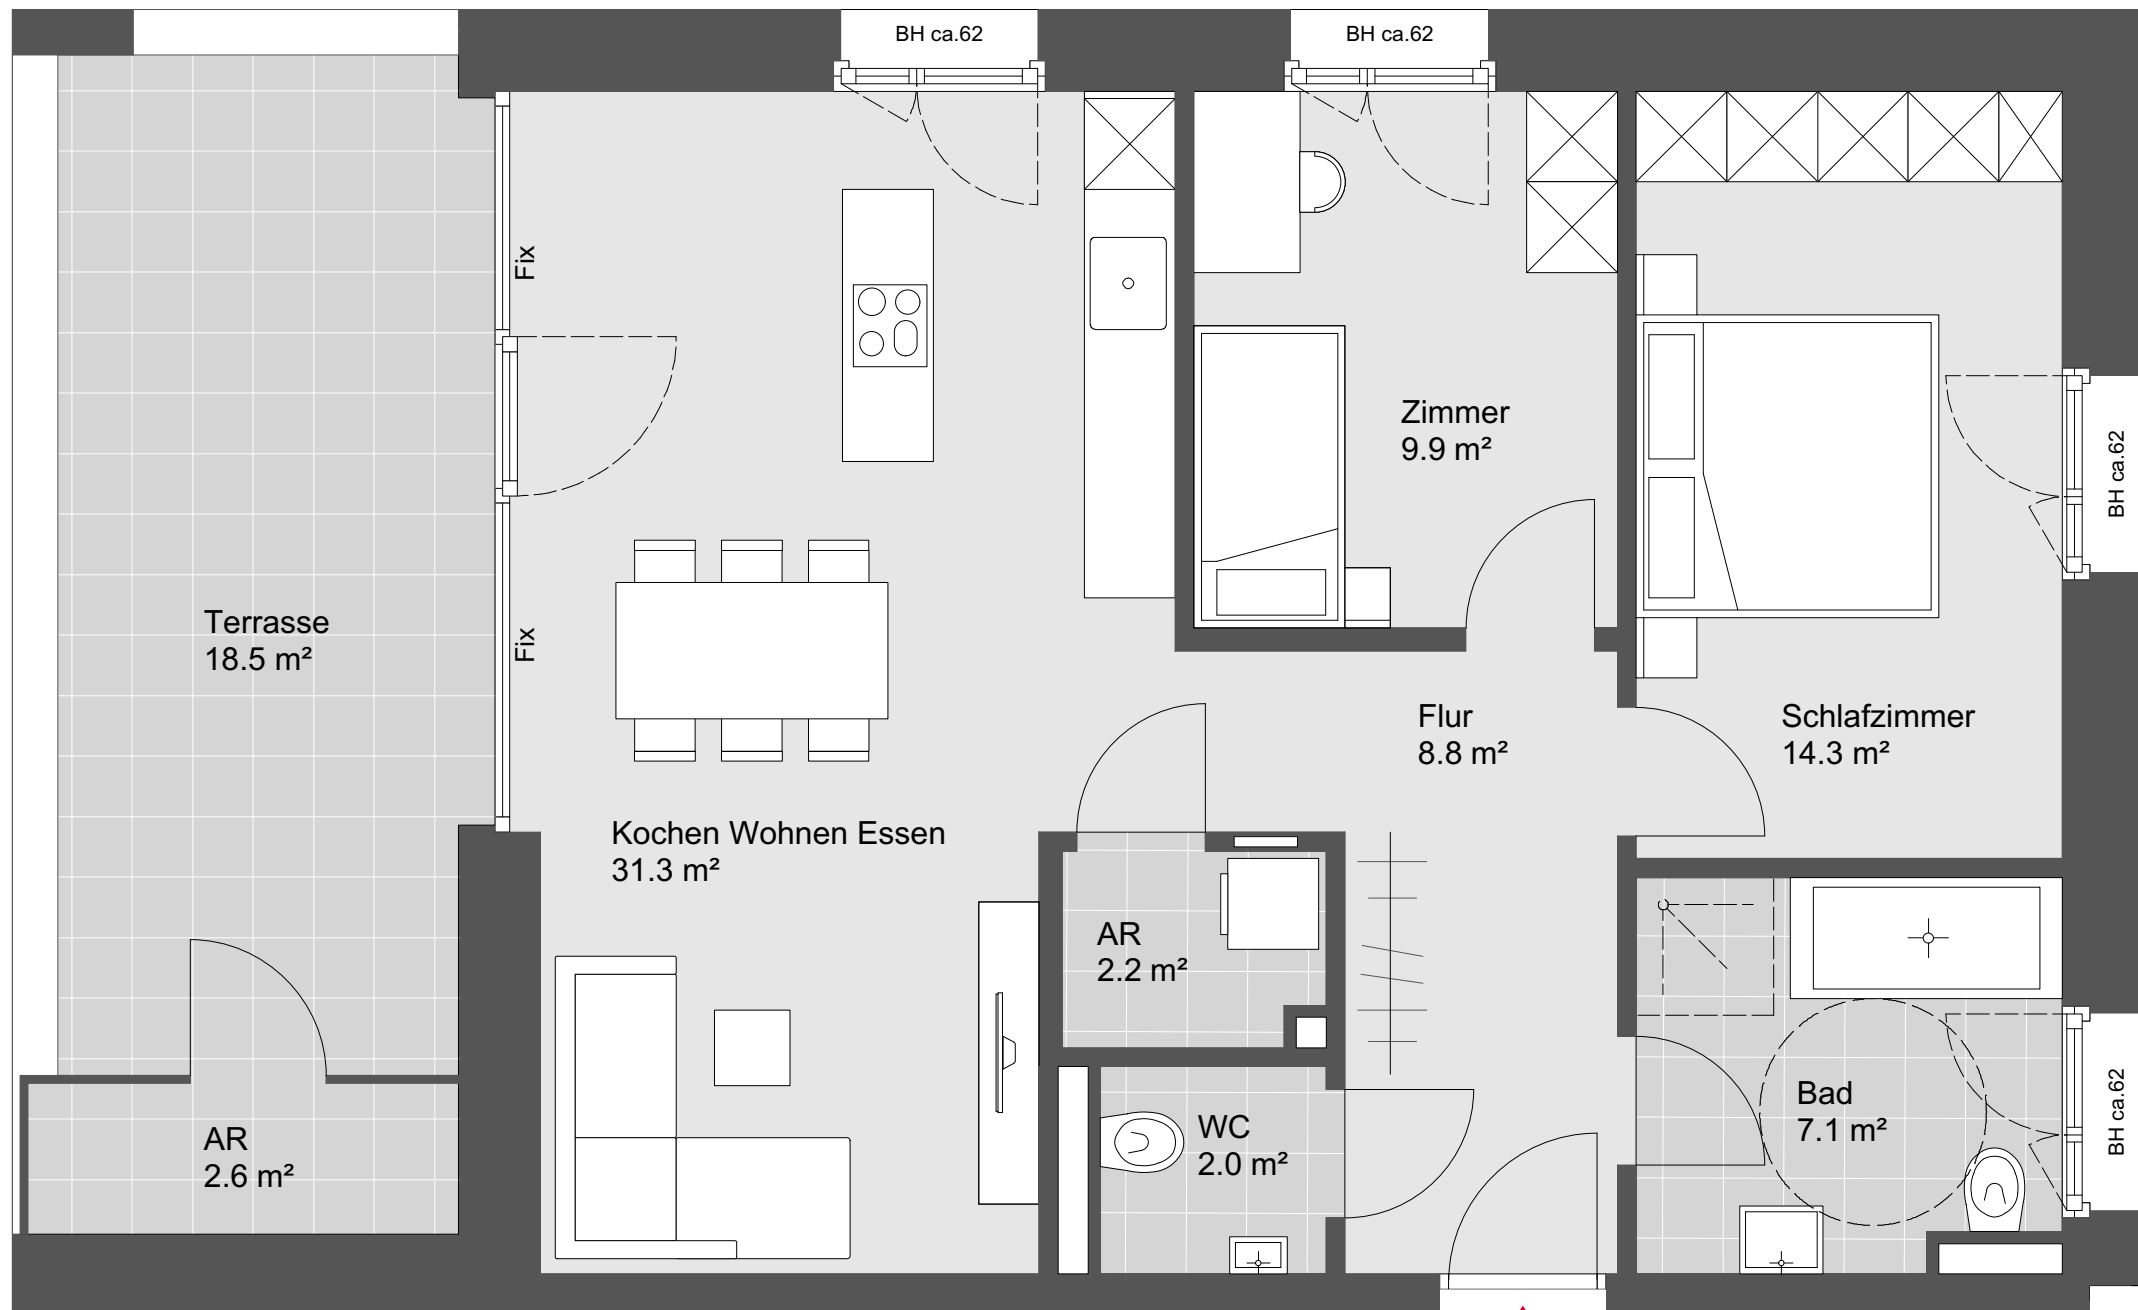 BH ca.62
BH ca.62
Fix
Zimmer
9.9 m²
BH ca.62
Terrasse
18.5 m²
Fix
Flur
8.8 m²
Schlafzimmer
14.3 m²
Kochen Wohnen Essen
31.3 m²
AR
2.2 m²
Bad
7.1 m²
BH ca.62
AR
2.6 m²
WC
2.0 m²